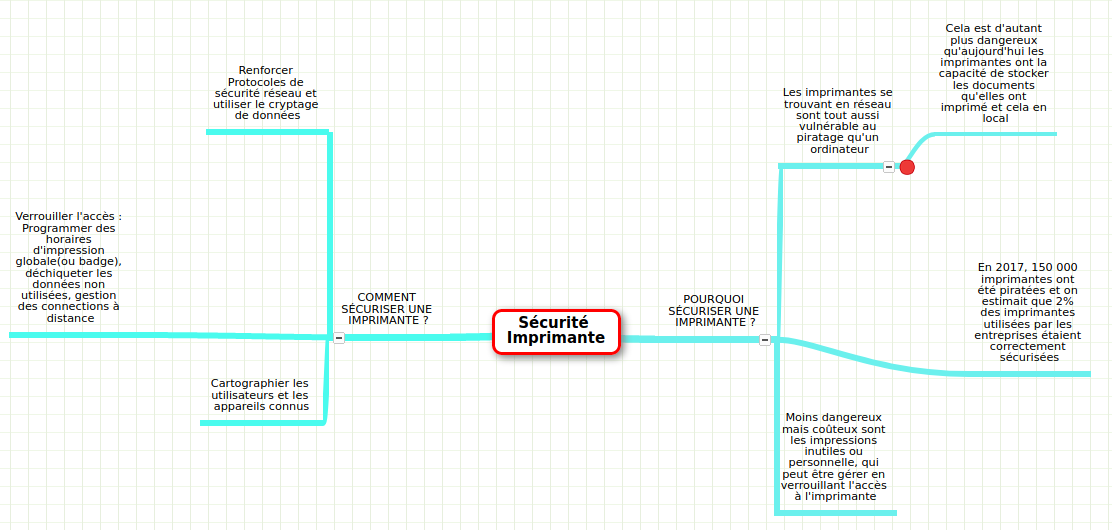 Sécurité
Imprimante
COMMENT
SÉCURISER UNE
IMPRIMANTE ?
Renforcer
Protocoles de
sécurité réseau et
utiliser le cryptage
de données
Verrouiller l'accès :
Programmer des
horaires
d'impression
globale(ou badge),
déchiqueter les
données non
utilisées, gestion
des connections à
distance
Cartographier les
utilisateurs et les
appareils connus
POURQUOI
SÉCURISER UNE
IMPRIMANTE ?
Les imprimantes se
trouvant en réseau
sont tout aussi
vulnérable au
piratage qu'un
ordinateur
Cela est d'autant
plus dangereux
qu'aujourd'hui les
imprimantes ont la
capacité de stocker
les documents
qu'elles ont
imprimé et cela en
local
En 2017, 150 000
imprimantes ont
été piratées et on
estimait que 2%
des imprimantes
utilisées par les
entreprises étaient
correctement
sécurisées
Moins dangereux
mais coûteux sont
les impressions
inutiles ou
personnelle, qui
peut être gérer en
verrouillant l'accès
à l'imprimante